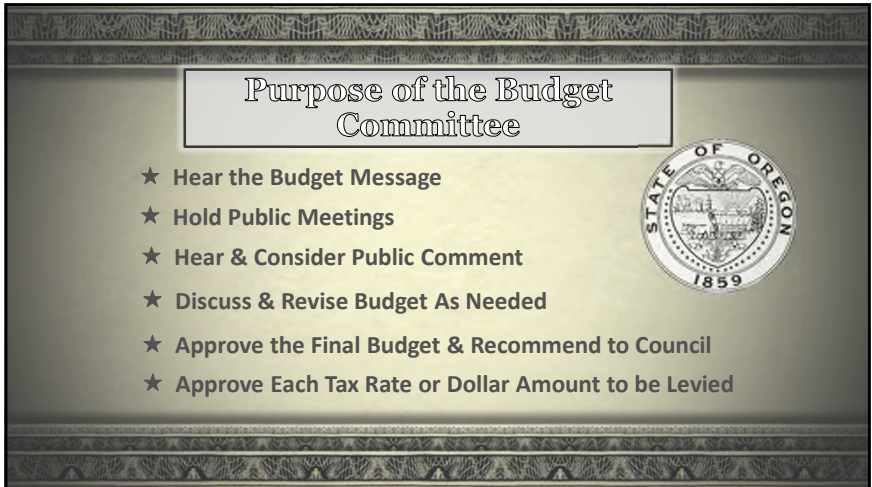 Purpose of the Budget
Committee
★ Hear the Budget Message
★ Hold Public Meetings
★ Hear & Consider Public Comment
★ Discuss & Revise Budget As Needed
★ Approve the Final Budget & Recommend to Council
★ Approve Each Tax Rate or Dollar Amount to be Levied
STATE OF OREGON
1859